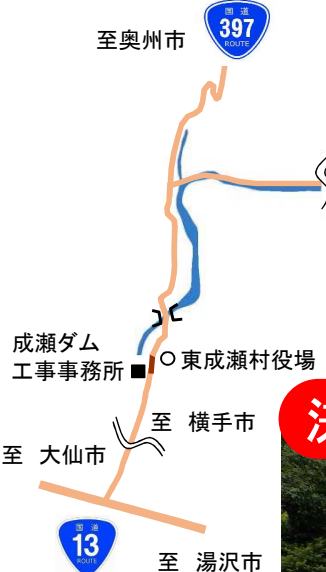 国道
397
ROUTE
至奥州市
成瀬ダム
工事事務所
東成瀬村役場
至 横手市
至 大仙市
国道
13
ROUTE
至 湯沢市